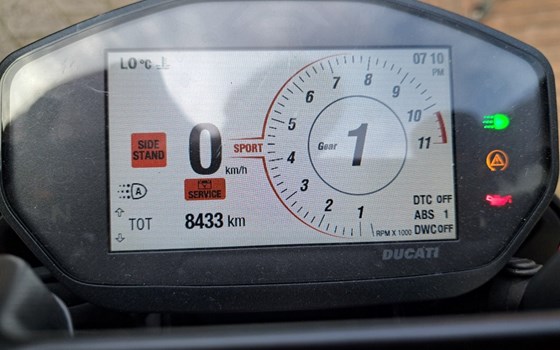 LO °C
07 10
PM
8
7
9
6
10
5
11
SIDE
STAND
0
km/h
SPORT
Gear
1
4
A
SERVICE
3
2
1
TOT
8433 km
RPM X 1000
DTC OFF
ABS 1
DWC OFF
DUCATI